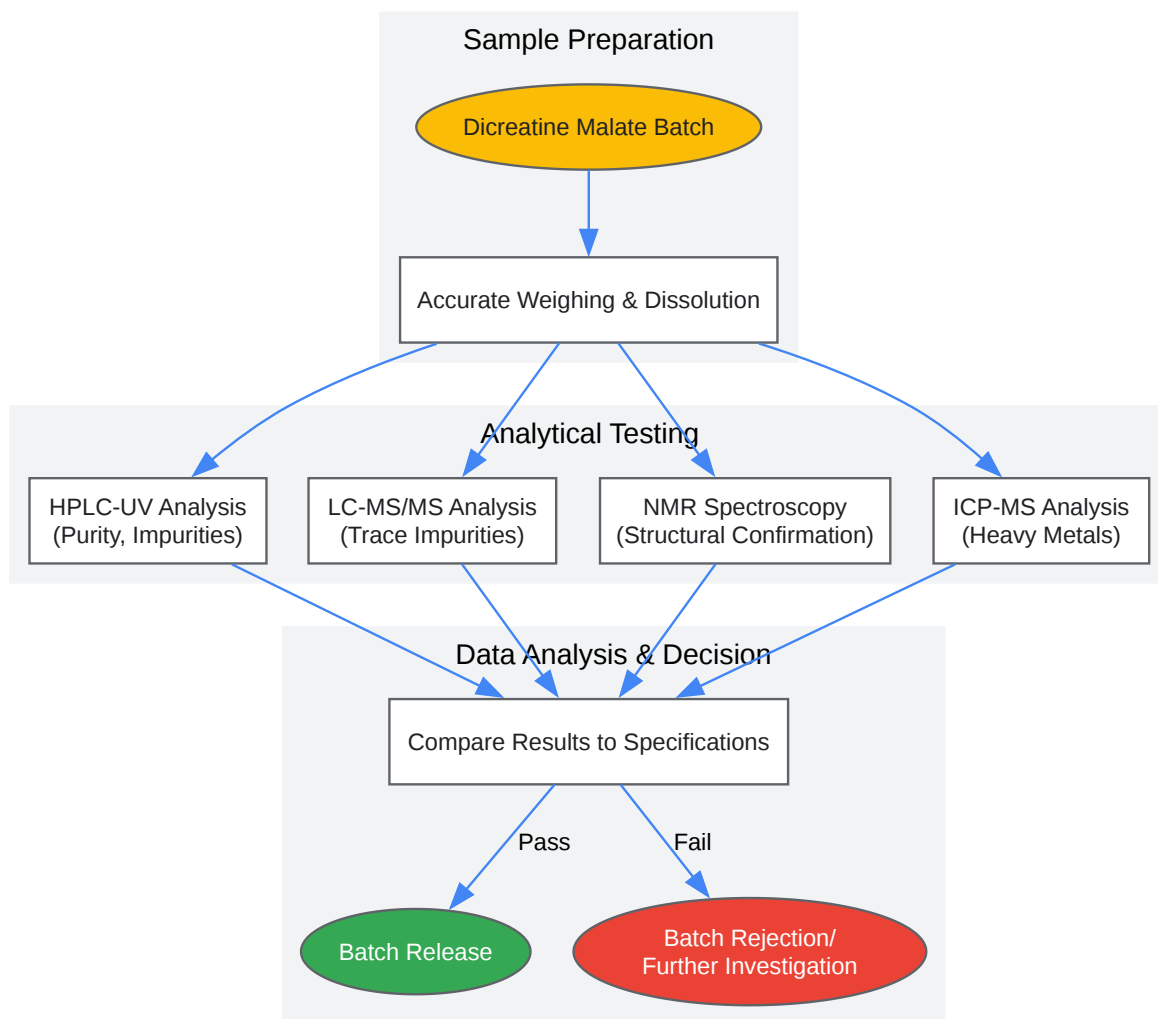 Sample Preparation
Dicreatine Malate Batch
Accurate Weighing & Dissolution
Analytical Testing
HPLC-UV Analysis
(Purity, Impurities)
LC-MS/MS Analysis
(Trace Impurities)
NMR Spectroscopy
(Structural Confirmation)
ICP-MS Analysis
(Heavy Metals)
Data Analysis & Decision
Compare Results to Specifications
Pass
Fail
Batch Release
Batch Rejection/
Further Investigation